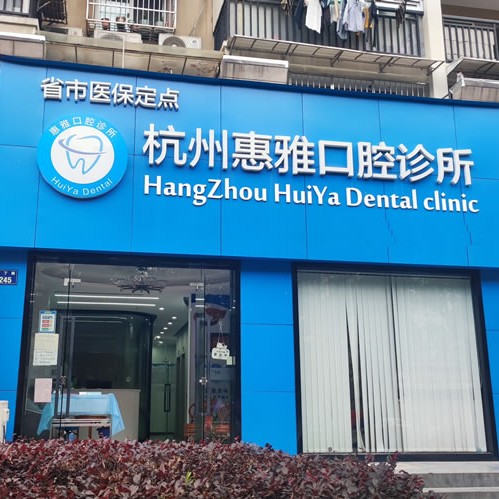 省市医保定点
惠雅口腔诊所
HuiYa Dental
杭州惠雅口腔诊所
HangZhou HuiYa Dental clinic
245